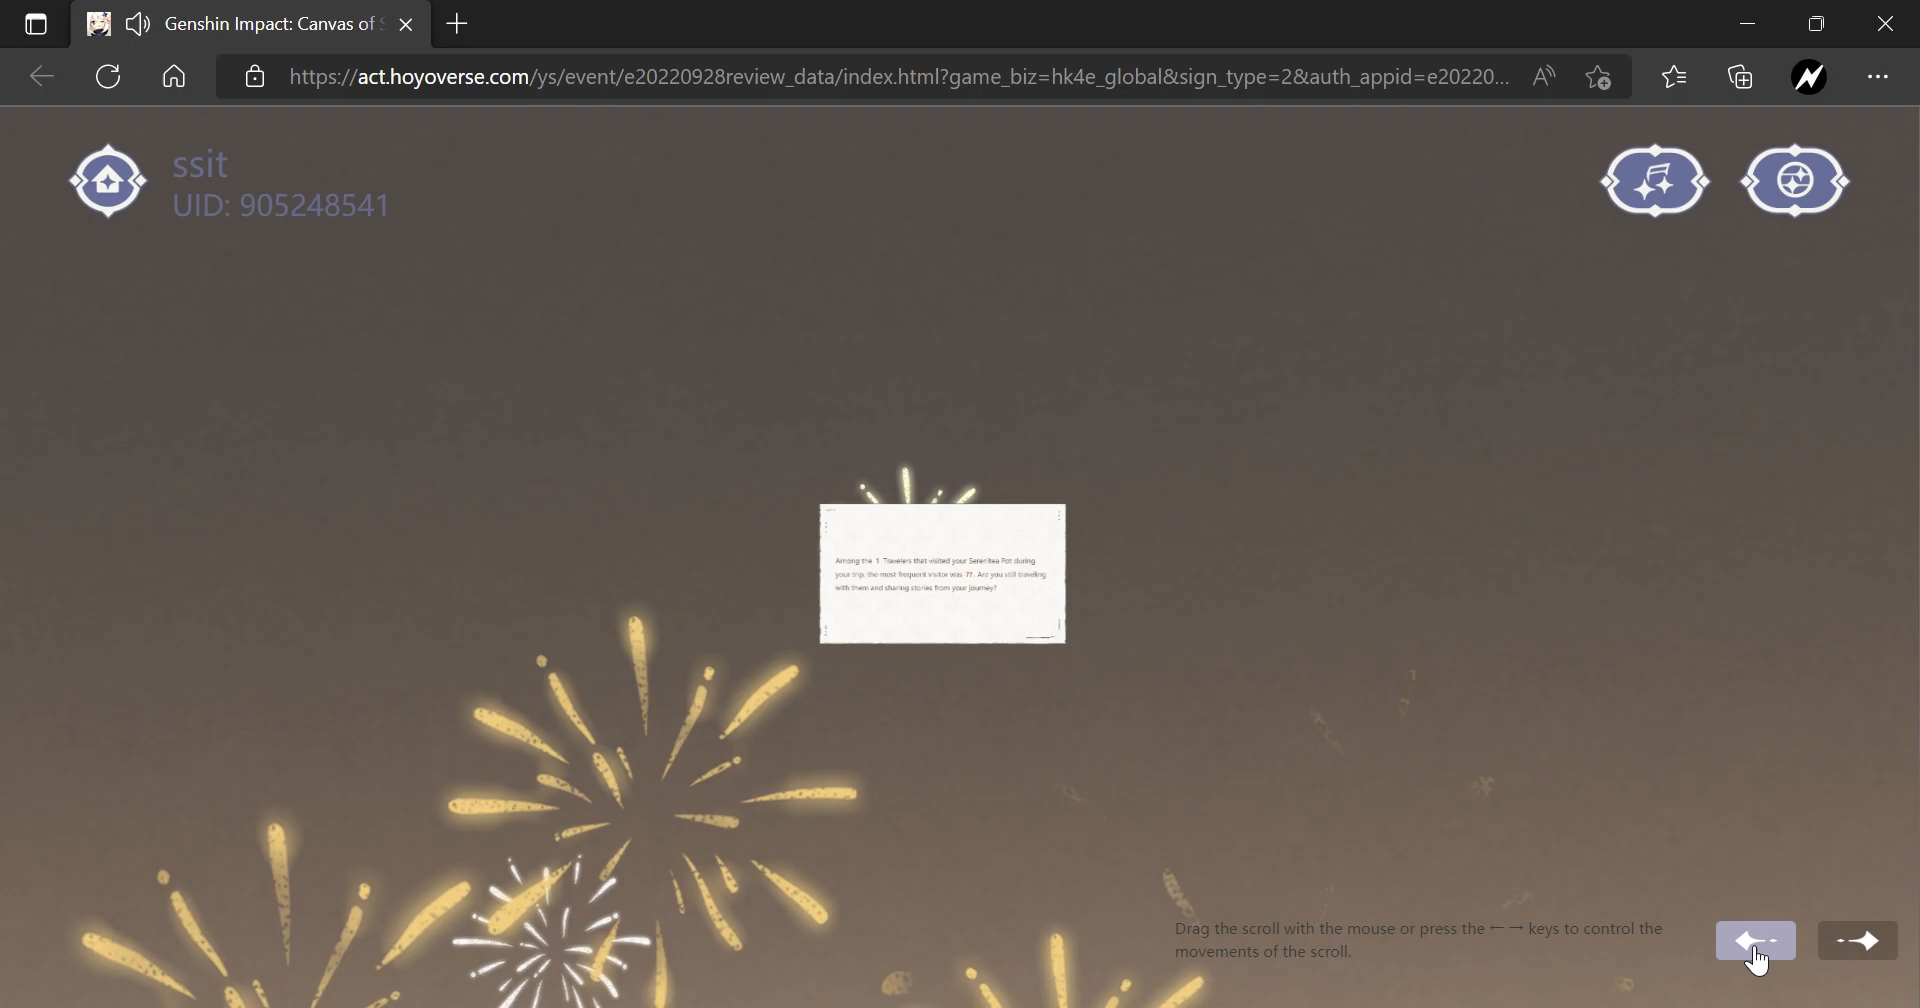 Genshin Impact: Canvas of S
https://act.hoyoverse.com/ys/event/e20220928review_data/index.html?game_biz=hk4e_global&sign_type=2&auth_appid=e20220...
ssit
UID: 905248541
Among the 1 Travelers that visited your Serenitea Pot during
your trip, the most frequent visitor was ??. Are you still traveling
with them and sharing stories from your journey?
Drag the scroll with the mouse or press the ← → keys to control the
movements of the scroll.